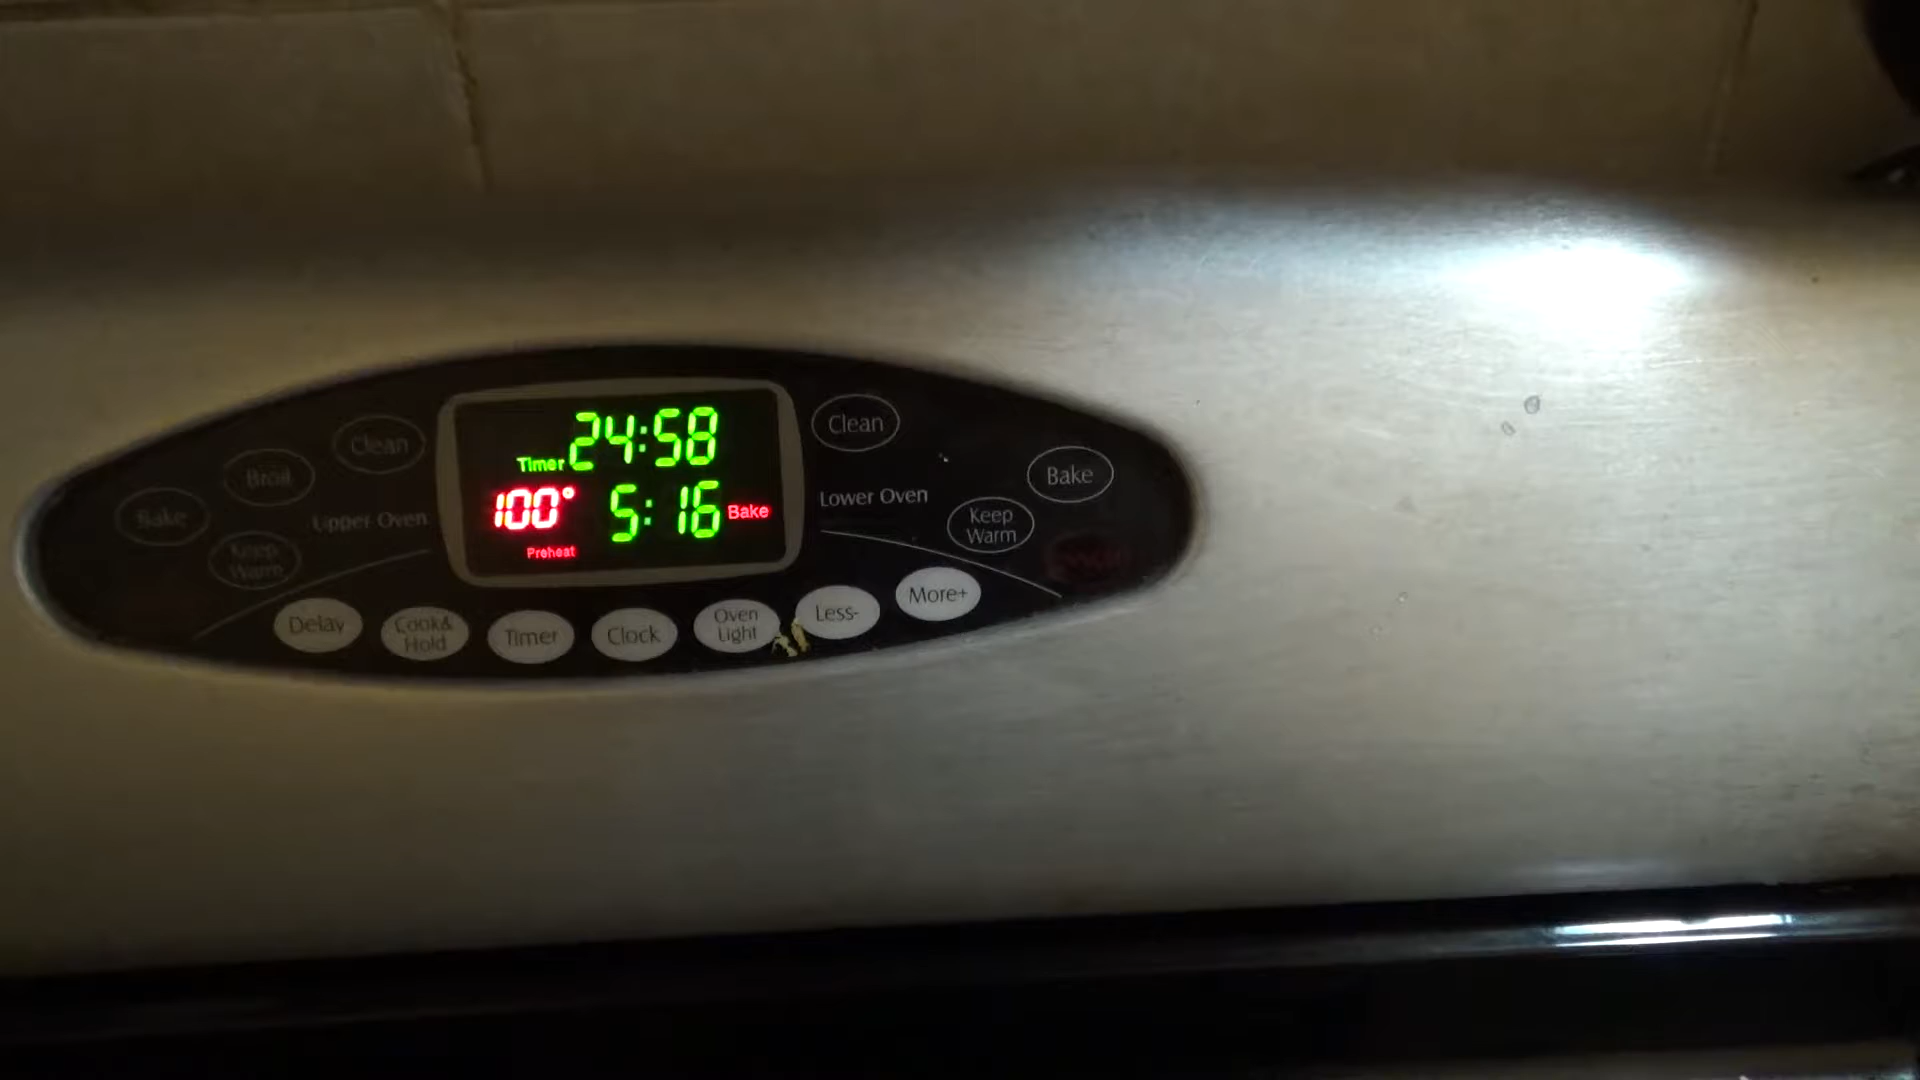 Timer 24:58
100° 5:16 Bake
Preheat
Clean
Broil
Bake
Keep
Warm
Upper Oven
Clean
Bake
Lower Oven
Keep
Warm
Delay
Cook&
Hold
Timer
Clock
Oven
Light
Less-
More+